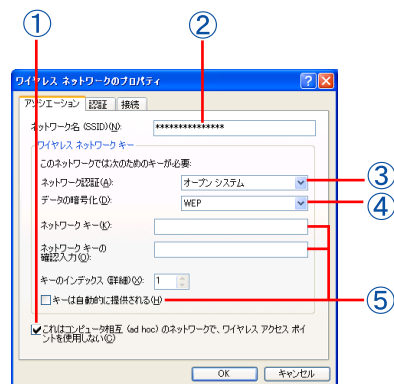 ① ②
ワイヤレス ネットワークのプロパティ
アソシエーション 認証 接続
ネットワーク名 (SSID)(N): ***************
ワイヤレス ネットワーク キー
このネットワークでは次のためのキーが必要:
ネットワーク認証(A): オープン システム ③
データの暗号化(D): WEP ④
ネットワーク キー(K):
ネットワーク キーの
確認入力(O):
キーのインデックス (詳細)(X): 1
キーは自動的に提供される(H) ⑤
これはコンピュータ相互 (ad hoc) のネットワークで、ワイヤレス アクセス ポイ
ントを使用しない(C)
OK キャンセル